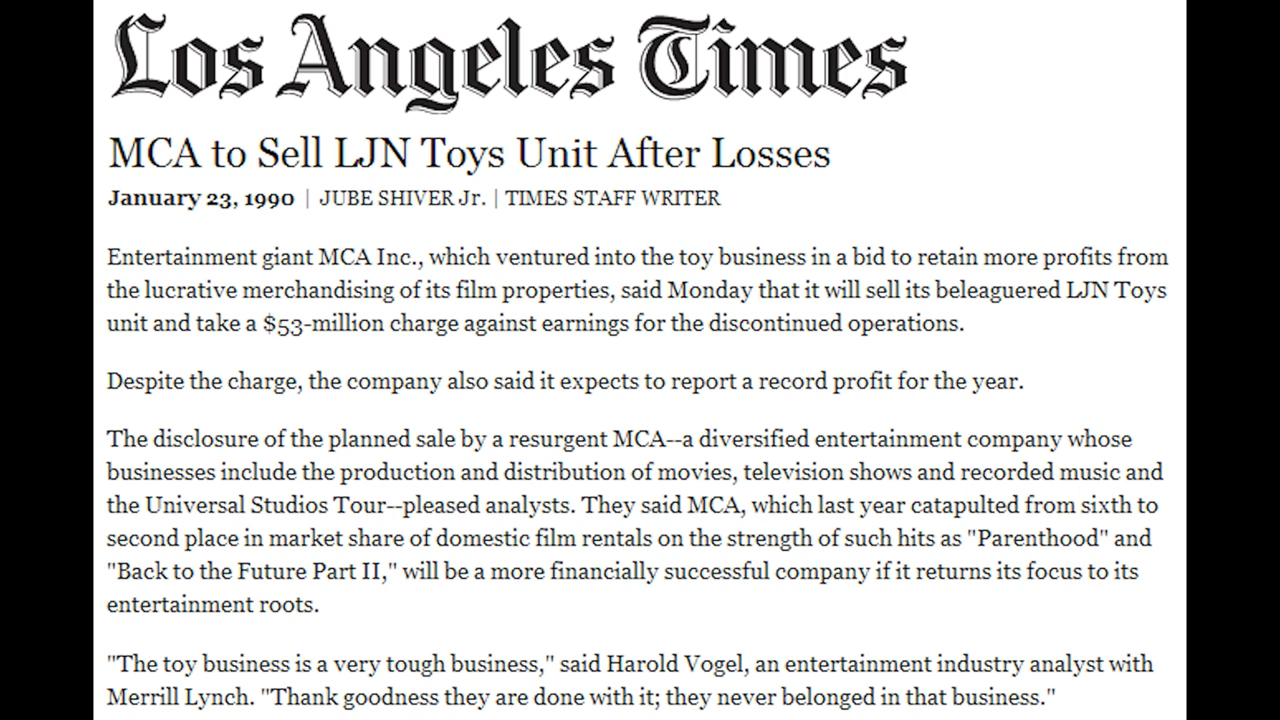 Los Angeles Times
MCA to Sell LJN Toys Unit After Losses
January 23, 1990 | JUBE SHIVER Jr. | TIMES STAFF WRITER
Entertainment giant MCA Inc., which ventured into the toy business in a bid to retain more profits from
the lucrative merchandising of its film properties, said Monday that it will sell its beleaguered LJN Toys
unit and take a $53-million charge against earnings for the discontinued operations.
Despite the charge, the company also said it expects to report a record profit for the year.
The disclosure of the planned sale by a resurgent MCA--a diversified entertainment company whose
businesses include the production and distribution of movies, television shows and recorded music and
the Universal Studios Tour--pleased analysts. They said MCA, which last year catapulted from sixth to
second place in market share of domestic film rentals on the strength of such hits as "Parenthood" and
"Back to the Future Part II," will be a more financially successful company if it returns its focus to its
entertainment roots.
"The toy business is a very tough business," said Harold Vogel, an entertainment industry analyst with
Merrill Lynch. "Thank goodness they are done with it; they never belonged in that business."